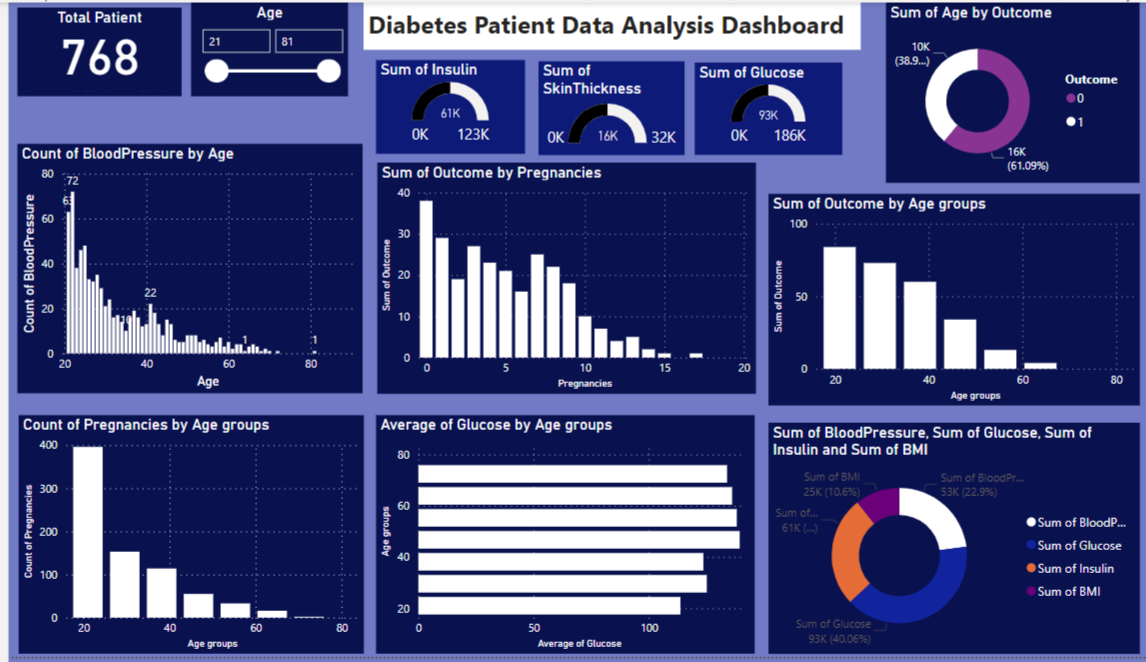 Total Patient
768
Age
21
81
Diabetes Patient Data Analysis Dashboard
Sum of Insulin
61K
0K
123K
Sum of
SkinThickness
0K
16K
32K
Sum of Glucose
93K
0K
186K
Sum of Age by Outcome
10K
(38.9...)
16K
(61.09%)
Outcome
0
1
Count of BloodPressure by Age
Count of BloodPressure
80
60
40
20
0
72
22
1
1
20
40
60
80
Age
Sum of Outcome by Pregnancies
Sum of Outcome
40
30
20
10
0
0
5
10
15
20
Pregnancies
Sum of Outcome by Age groups
Sum of Outcome
100
50
0
20
40
60
80
Age groups
Count of Pregnancies by Age groups
Count of Pregnancies
400
300
200
100
0
20
40
60
80
Age groups
Average of Glucose by Age groups
Age groups
80
60
40
20
0
50
100
Average of Glucose
Sum of BloodPressure, Sum of Glucose, Sum of
Insulin and Sum of BMI
Sum of BMI
25K (10.6%)
Sum of BloodPr...
53K (22.9%)
Sum of...
61K (...)
Sum of Glucose
93K (40.06%)
Sum of BloodP...
Sum of Glucose
Sum of Insulin
Sum of BMI